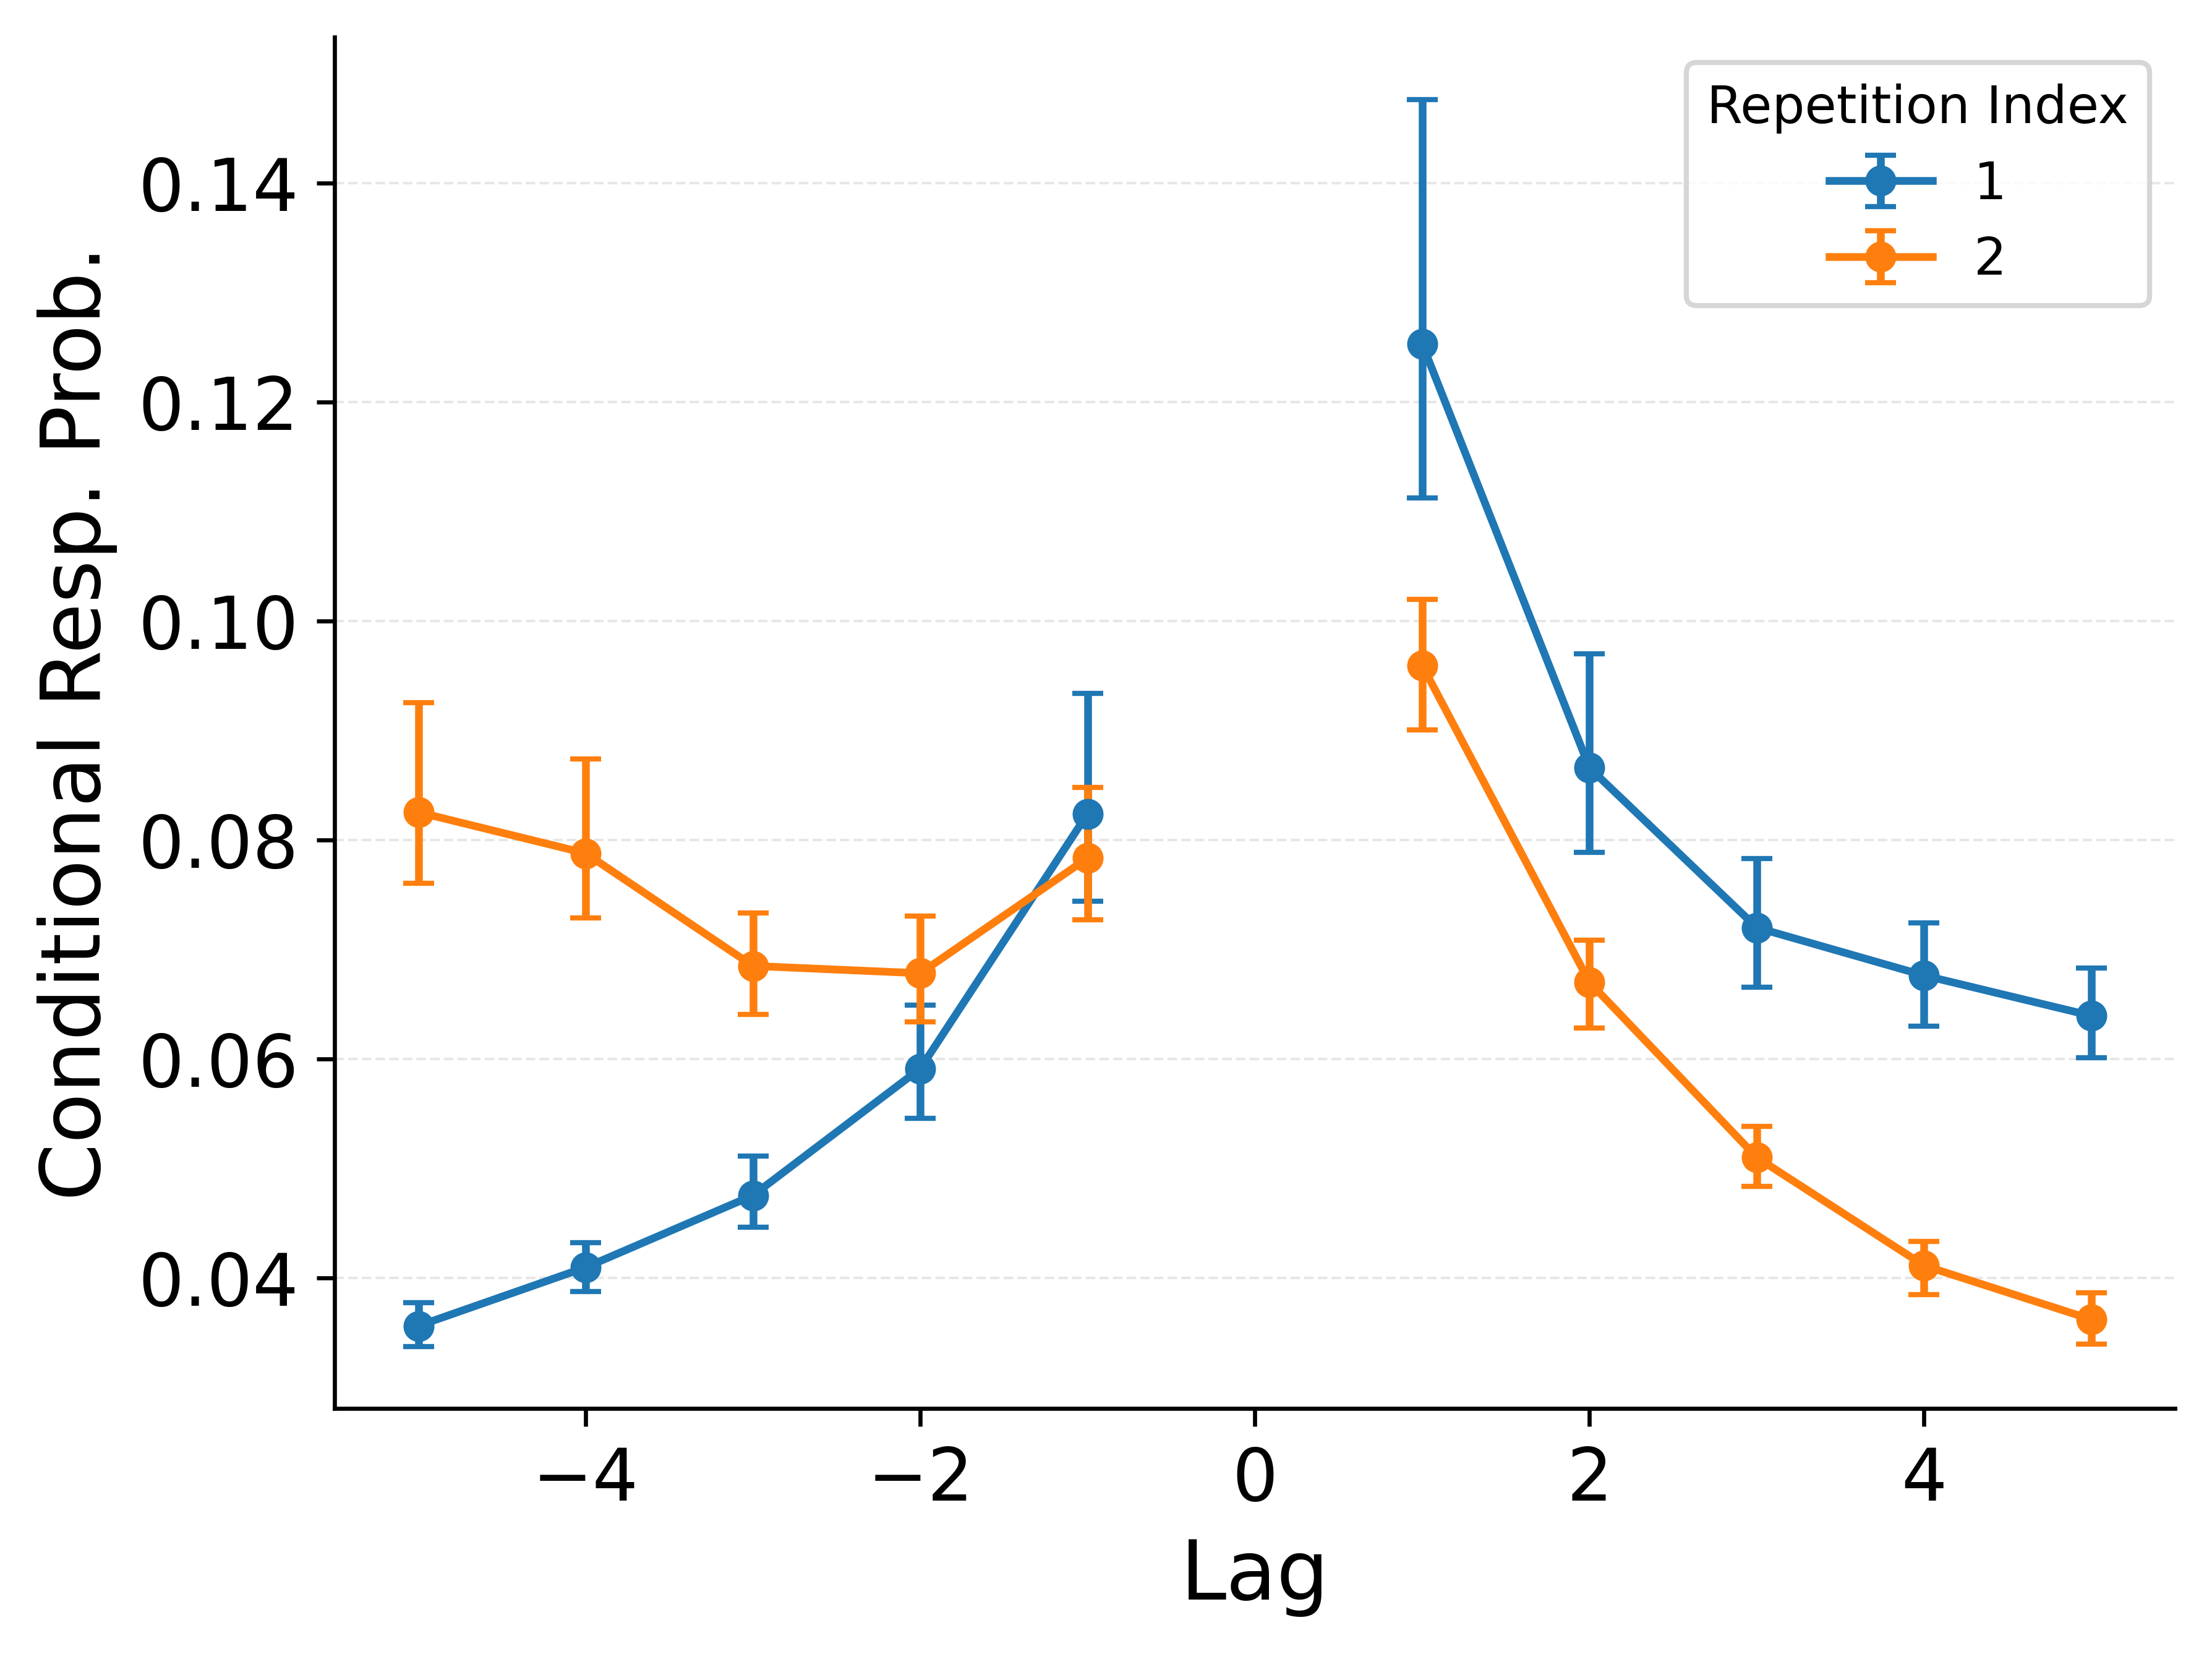 Conditional Resp. Prob.
0.14
0.12
0.10
0.08
0.06
0.04
Repetition Index
1
2
−4 −2 0 2 4
Lag